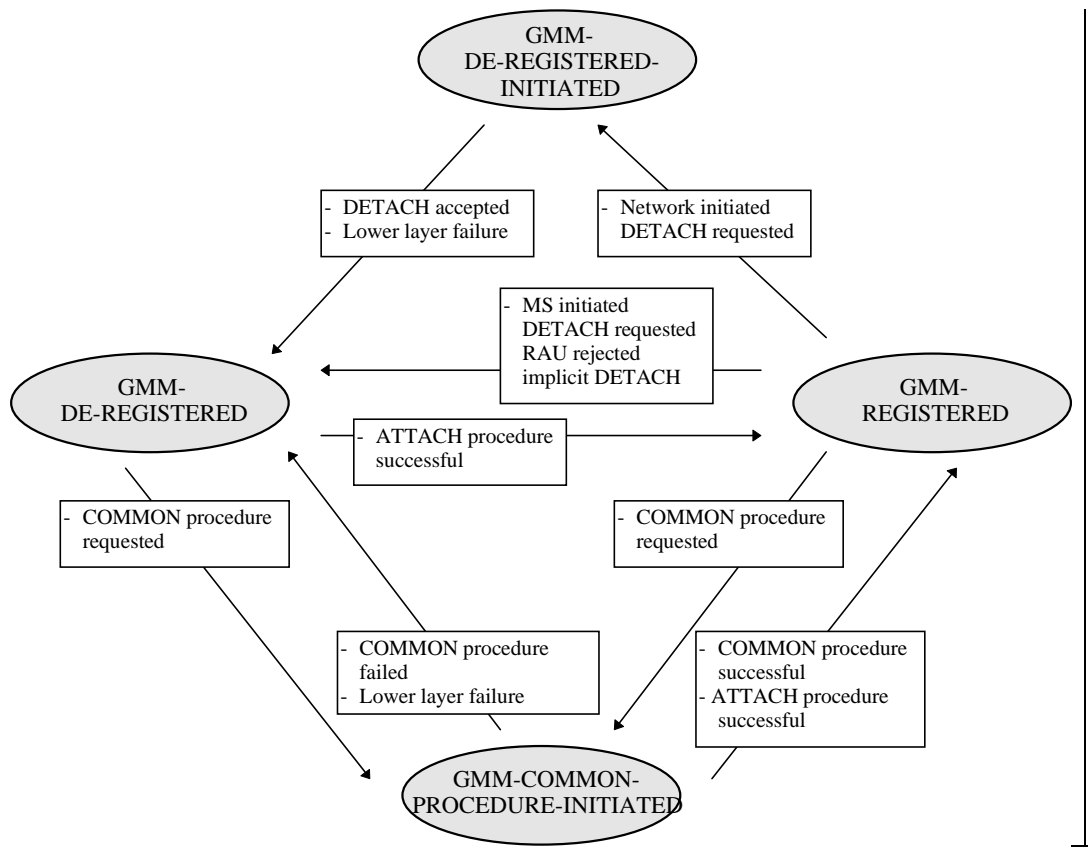 GMM-
DE-REGISTERED-
INITIATED
- DETACH accepted
- Lower layer failure
- Network initiated
DETACH requested
- MS initiated
DETACH requested
RAU rejected
implicit DETACH
GMM-
DE-REGISTERED
GMM-
REGISTERED
- ATTACH procedure
successful
- COMMON procedure
requested
- COMMON procedure
requested
- COMMON procedure
failed
- Lower layer failure
- COMMON procedure
successful
- ATTACH procedure
successful
GMM-COMMON-
PROCEDURE-INITIATED